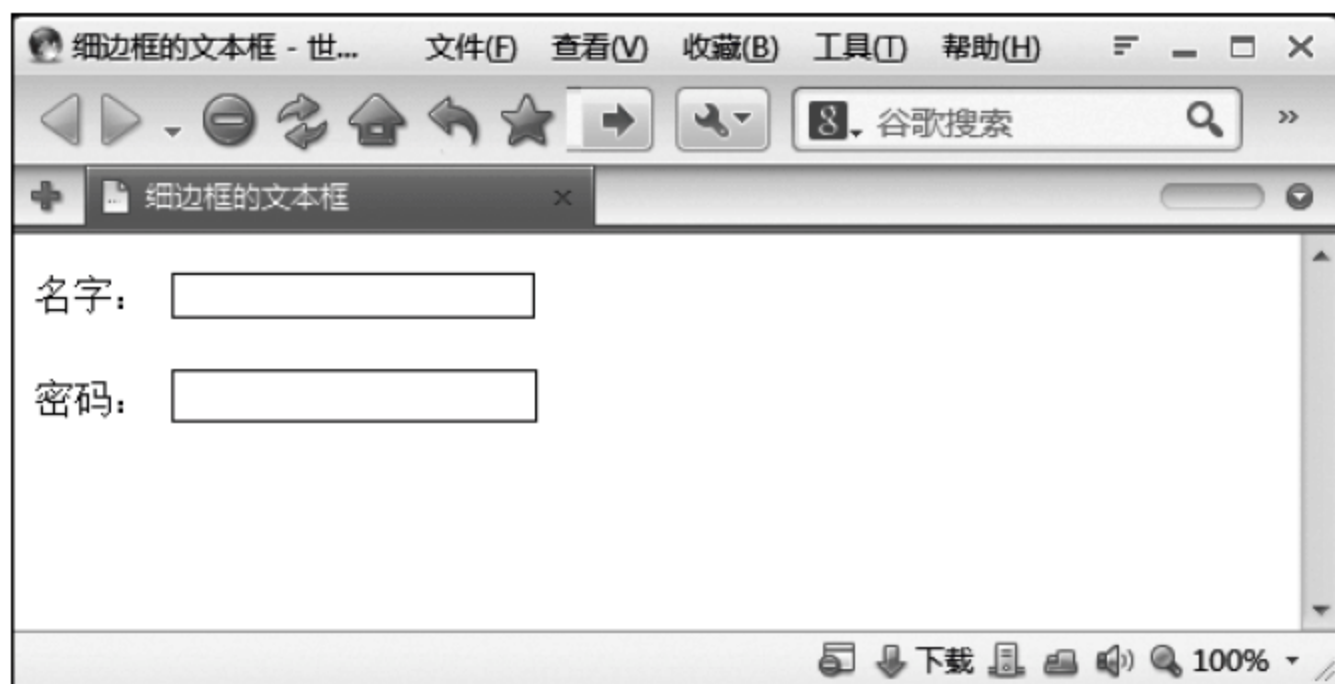 细边框的文本框 - 世... 文件(F) 查看(V) 收藏(B) 工具(T) 帮助(H)
8 谷歌搜索 »
细边框的文本框 ×
名字：
密码：
下载 100%